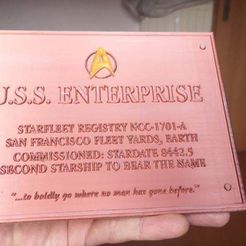 U.S.S. ENTERPRISE
STARFLEET REGISTRY NCC-1701-A
SAN FRANCISCO FLEET YARDS, EARTH
COMMISSIONED: STARDATE 8442.5
SECOND STARSHIP TO BEAR THE NAME
"...to boldly go where no man has gone before."